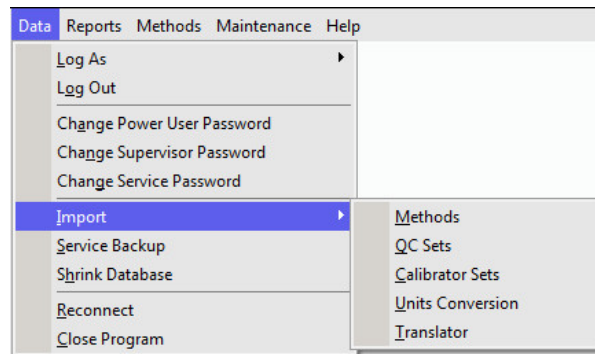 Data Reports Methods Maintenance Help
Log As
Log Out
Change Power User Password
Change Supervisor Password
Change Service Password
Import
Service Backup
Shrink Database
Reconnect
Close Program
Methods
QC Sets
Calibrator Sets
Units Conversion
Translator